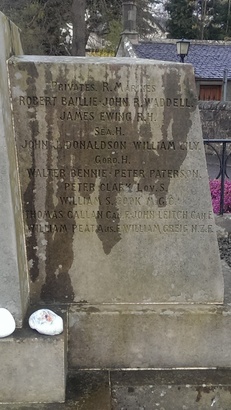 PRIVATES. R. MARINES
ROBERT BAILLIE. JOHN B. WADDELL.
JAMES EWING R.H.
SEA. H.
JOHN J. DONALDSON WILLIAM
GORD. H.
WALTER RENNIE. PETER PATERSON.
PETER CLARK LOV. S.
WILLIAM S.
THOMAS CALLAN JOHN LEITCH
WILLIAM PEAT WILLIAM GREIG N.Z.E.